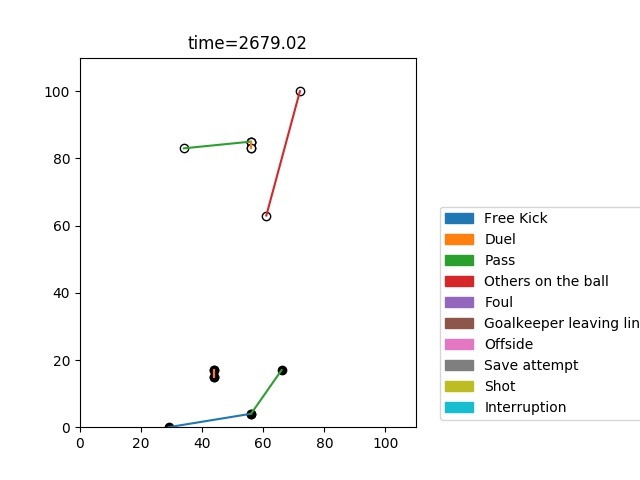 time=2679.02
100
80
60
40
20
0
0 20 40 60 80 100
Free Kick
Duel
Pass
Others on the ball
Foul
Goalkeeper leaving lin
Offside
Save attempt
Shot
Interruption